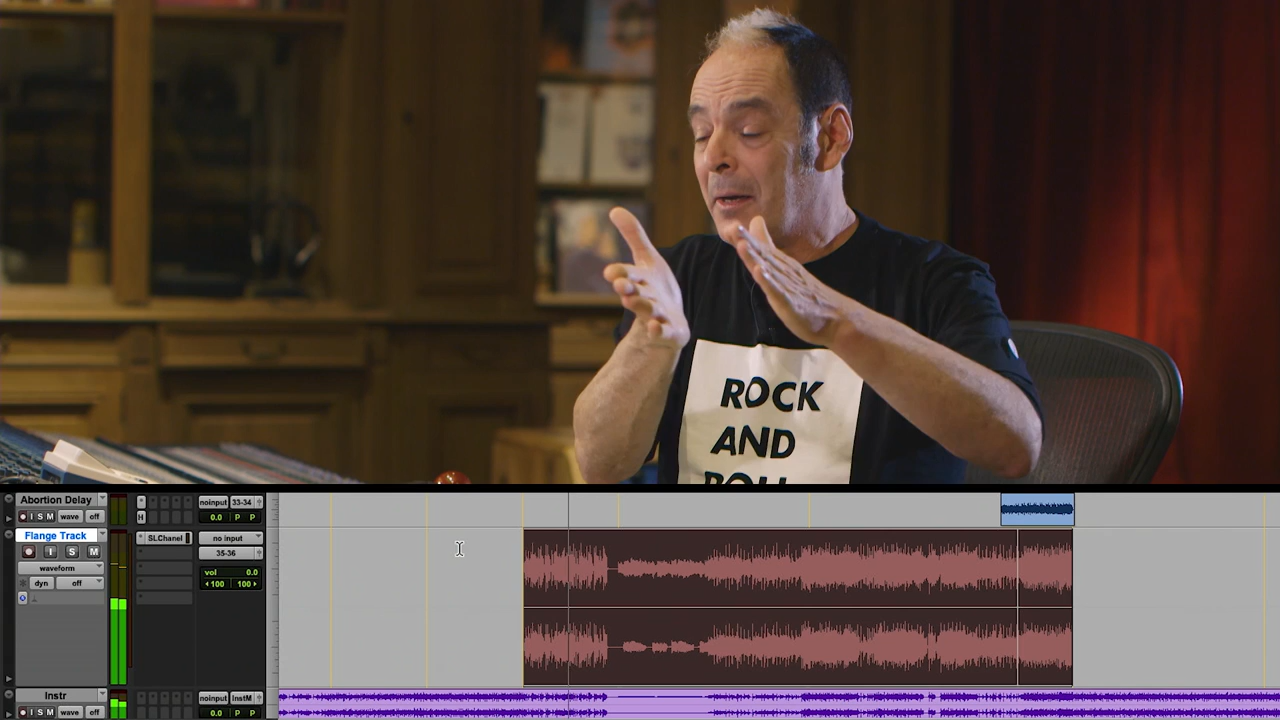 ROCK
AND
ROLL
Abortion Delay
noinput 33-34
I S M wave off
H
0.0 P P
Flange Track
SLChanel
no input
I S M
35-36
waveform
vol 0.0
dyn off
100 100
Instr
noinput InstM
I S M wave off
0.0 P P